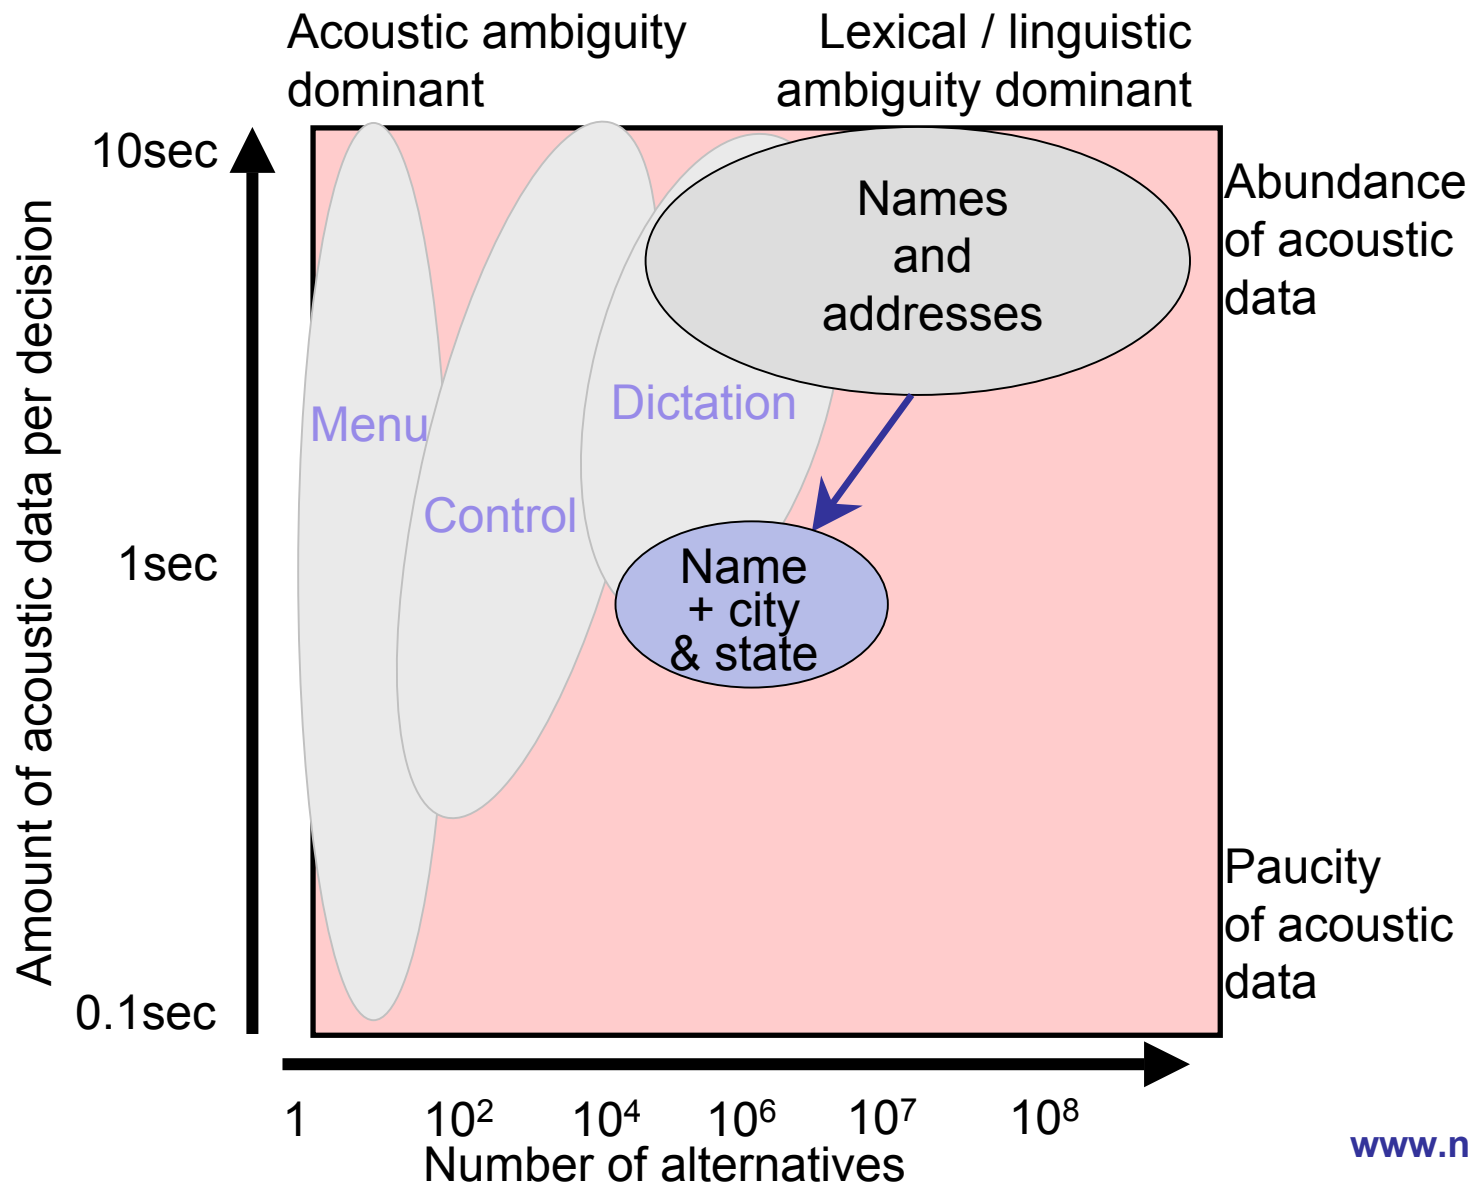 Acoustic ambiguity
dominant
Lexical / linguistic
ambiguity dominant
10sec
1sec
0.1sec
Amount of acoustic data per decision
Names
and
addresses
Abundance
of acoustic
data
Menu
Dictation
Control
Name
+ city
& state
Paucity
of acoustic
data
1 10² 10⁴ 10⁶ 10⁷ 10⁸
Number of alternatives
www.n